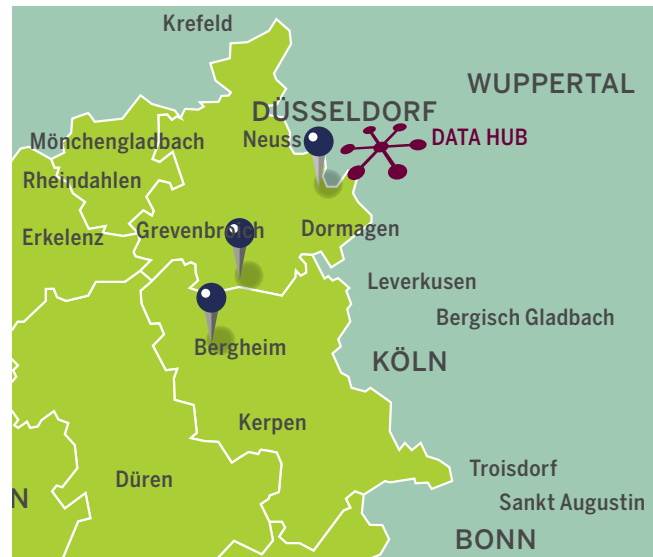 Krefeld
WUPPERTAL
DÜSSELDORF
Mönchengladbach
Neuss
DATA HUB
Rheindahlen
Erkelenz
Grevenbroich
Dormagen
Leverkusen
Bergisch Gladbach
Bergheim
KÖLN
Kerpen
Düren
Troisdorf
N
Sankt Augustin
BONN